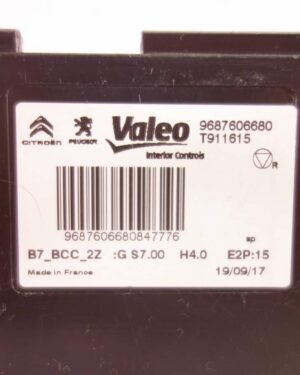 CITROËN PEUGEOT Valeo 9687606680
T911615
Interior Controls
R
9687606680847776
sp
B7_BCC_2Z :G S7.00 H4.0 E2P:15
Made in France 19/09/17